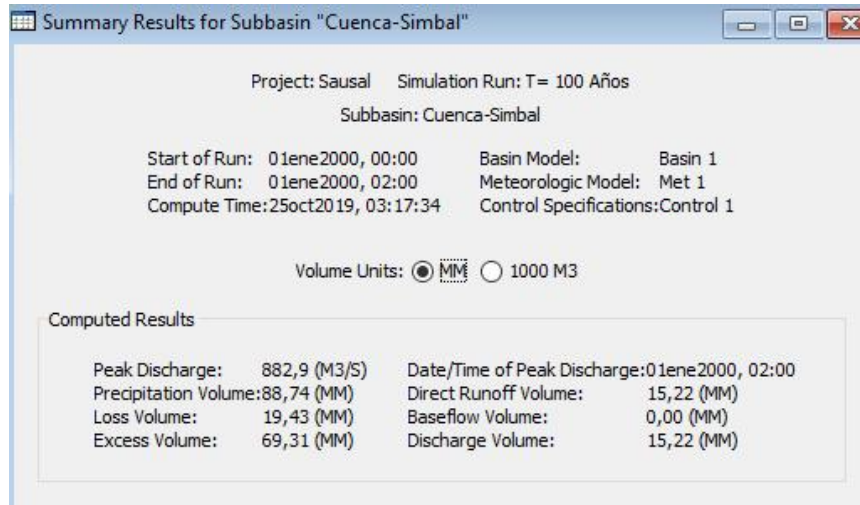 Summary Results for Subbasin "Cuenca-Simbal"
Project: Sausal Simulation Run: T= 100 Años
Subbasin: Cuenca-Simbal
Start of Run: 01ene2000, 00:00 Basin Model: Basin 1
End of Run: 01ene2000, 02:00 Meteorologic Model: Met 1
Compute Time:25oct2019, 03:17:34 Control Specifications:Control 1
Volume Units: MM 1000 M3
Computed Results
Peak Discharge: 882,9 (M3/S) Date/Time of Peak Discharge:01ene2000, 02:00
Precipitation Volume:88,74 (MM) Direct Runoff Volume: 15,22 (MM)
Loss Volume: 19,43 (MM) Baseflow Volume: 0,00 (MM)
Excess Volume: 69,31 (MM) Discharge Volume: 15,22 (MM)